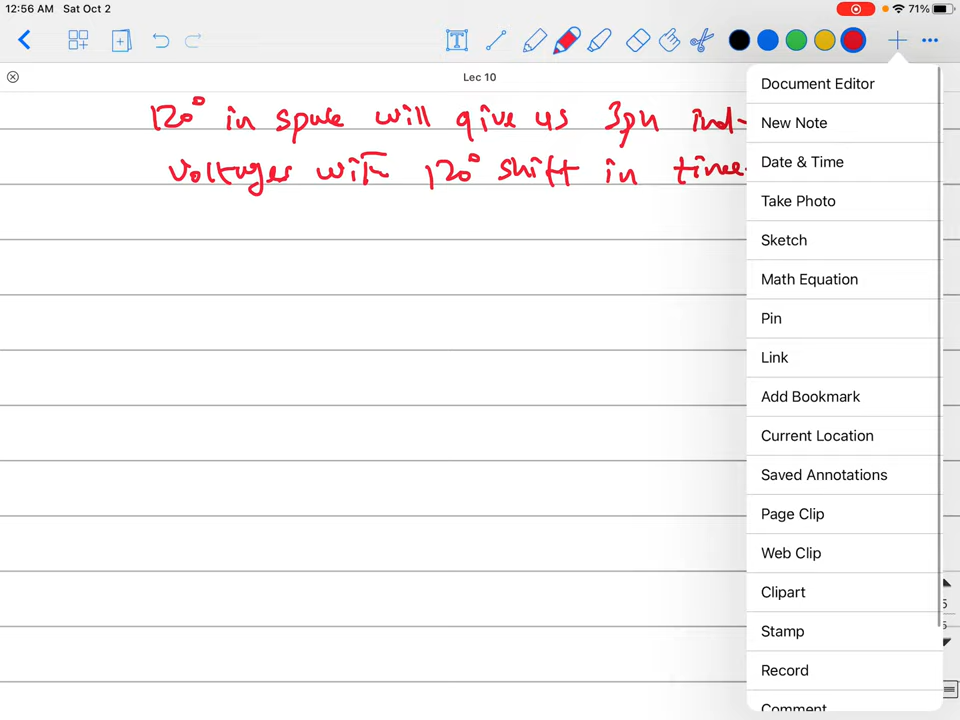 12:56 AM Sat Oct 2
71%
T
Lec 10
120° in space will give us 3ph ind-
voltages with 120° shift in time-
Document Editor
New Note
Date & Time
Take Photo
Sketch
Math Equation
Pin
Link
Add Bookmark
Current Location
Saved Annotations
Page Clip
Web Clip
Clipart
Stamp
Record
Comment
5